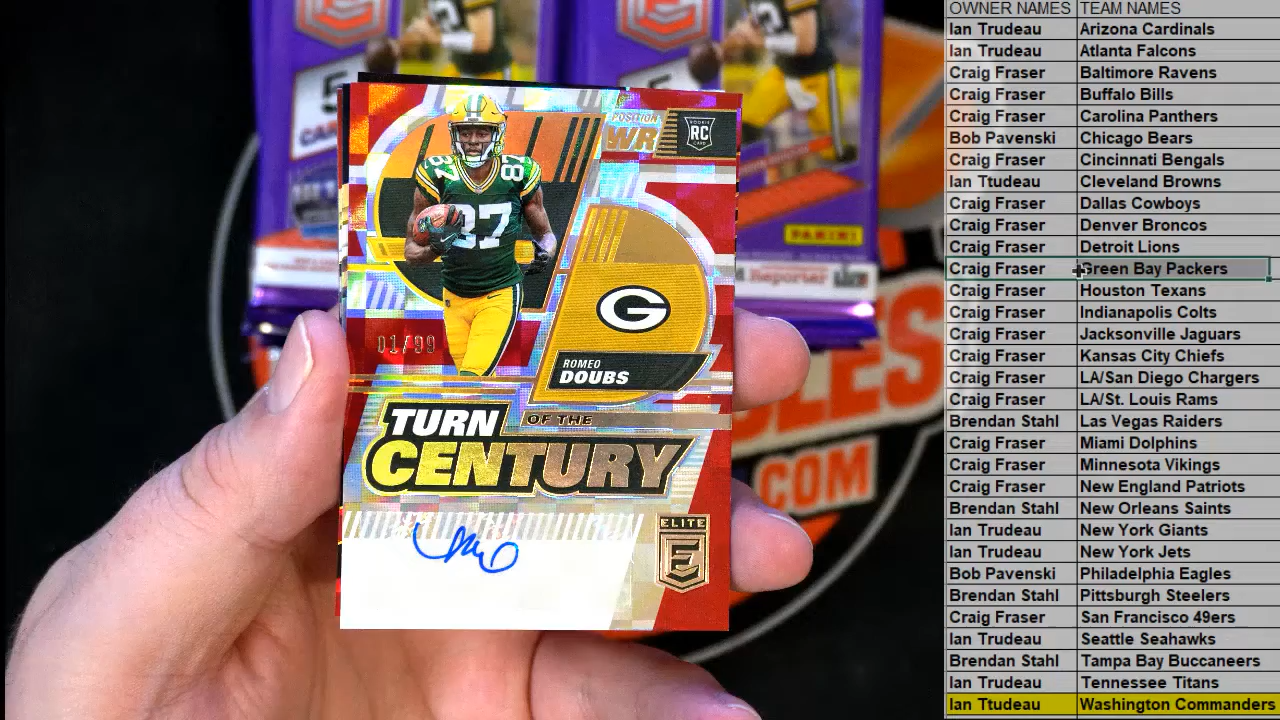 POSITION
WR
ROOKIE
RC
CARD
87
87
87
G
01/99
ROMEO
DOUBS
TURN
OF THE
CENTURY
ELITE
E
5
PANINI
Reporter
COM
OWNER NAMES TEAM NAMES
Ian Trudeau Arizona Cardinals
Ian Trudeau Atlanta Falcons
Craig Fraser Baltimore Ravens
Craig Fraser Buffalo Bills
Craig Fraser Carolina Panthers
Bob Pavenski Chicago Bears
Craig Fraser Cincinnati Bengals
Ian Ttudeau Cleveland Browns
Craig Fraser Dallas Cowboys
Craig Fraser Denver Broncos
Craig Fraser Detroit Lions
Craig Fraser Green Bay Packers
Craig Fraser Houston Texans
Craig Fraser Indianapolis Colts
Craig Fraser Jacksonville Jaguars
Craig Fraser Kansas City Chiefs
Craig Fraser LA/San Diego Chargers
Craig Fraser LA/St. Louis Rams
Brendan Stahl Las Vegas Raiders
Craig Fraser Miami Dolphins
Craig Fraser Minnesota Vikings
Craig Fraser New England Patriots
Brendan Stahl New Orleans Saints
Ian Trudeau New York Giants
Ian Trudeau New York Jets
Bob Pavenski Philadelphia Eagles
Brendan Stahl Pittsburgh Steelers
Craig Fraser San Francisco 49ers
Ian Trudeau Seattle Seahawks
Brendan Stahl Tampa Bay Buccaneers
Ian Trudeau Tennessee Titans
Ian Ttudeau Washington Commanders